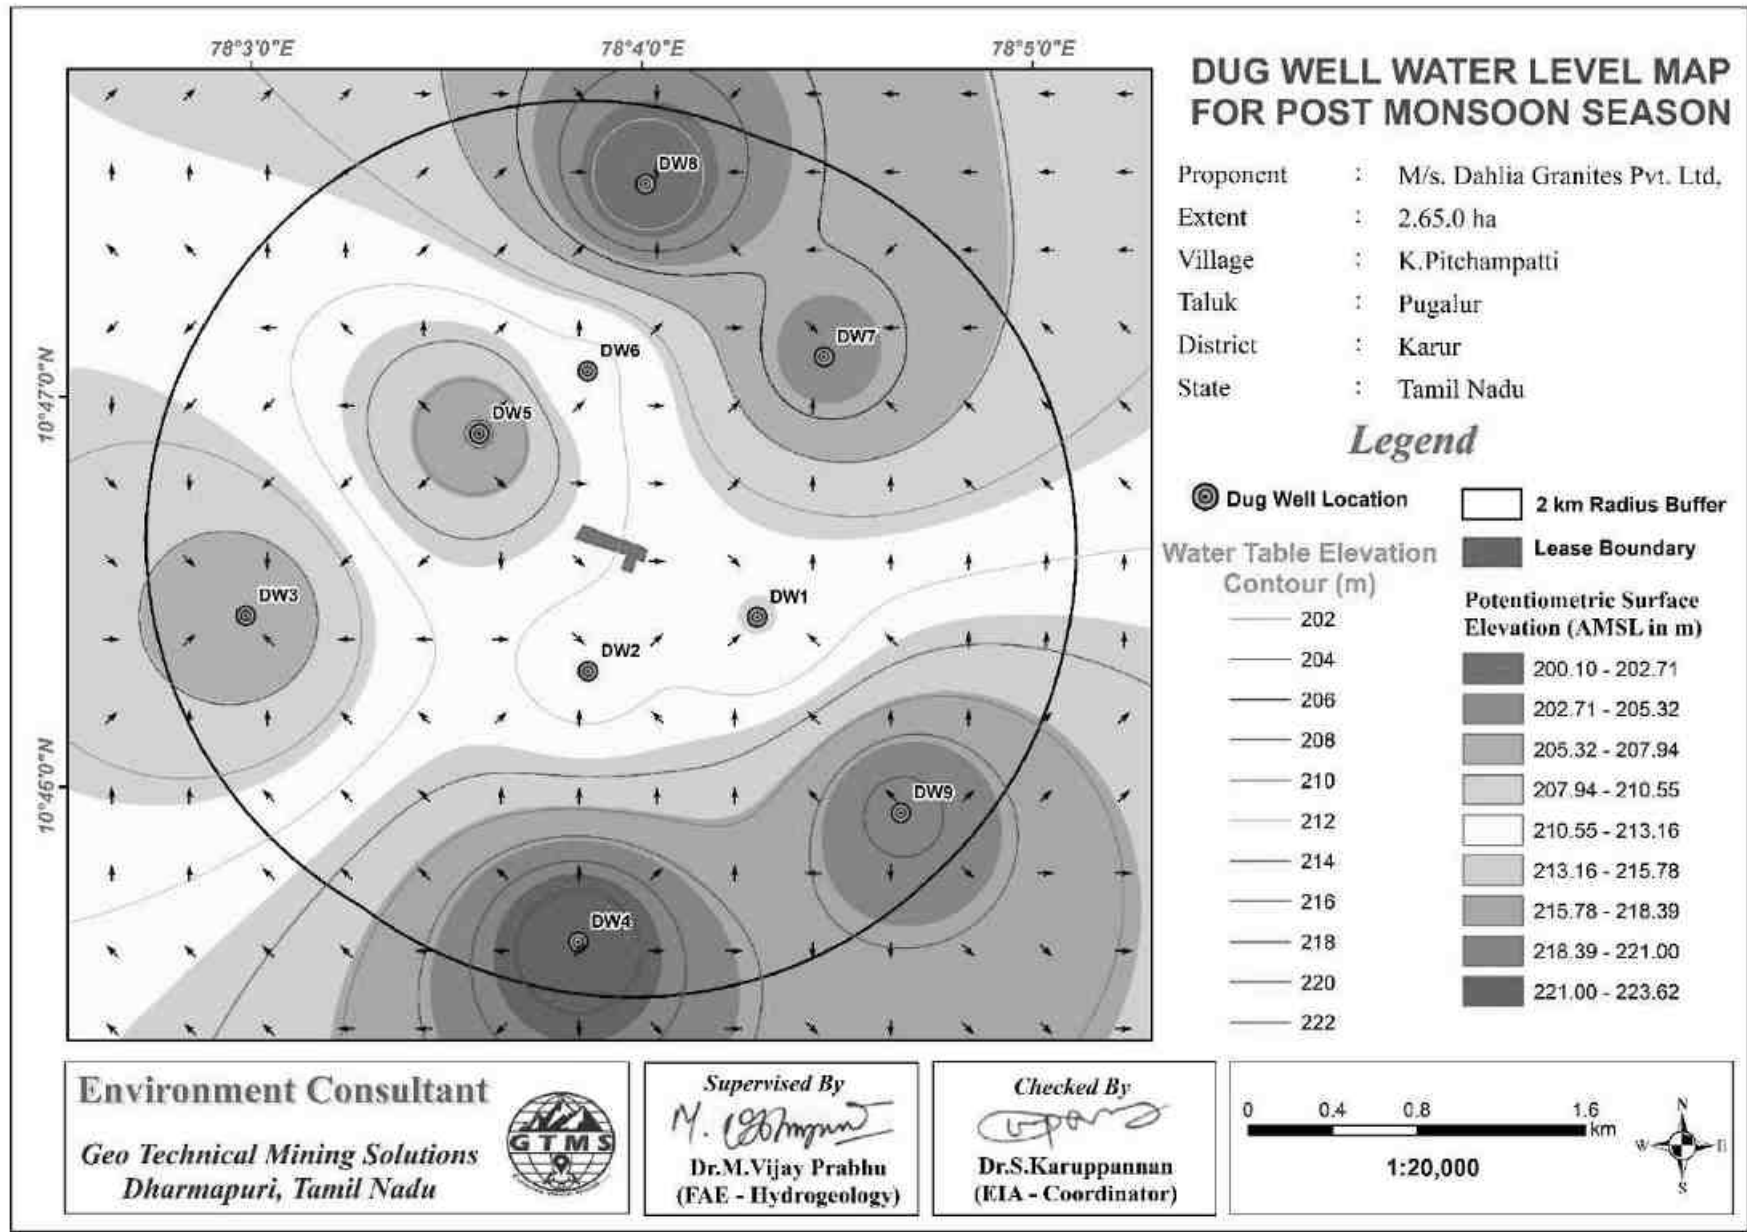 78°3'0"E
78°4'0"E
78°5'0"E
10°47'0"N
10°46'0"N
DW8
DW7
DW6
DW5
DW3
DW1
DW2
DW9
DW4
DUG WELL WATER LEVEL MAP
FOR POST MONSOON SEASON
Proponent : M/s. Dahlia Granites Pvt. Ltd,
Extent : 2.65.0 ha
Village : K.Pitchampatti
Taluk : Pugalur
District : Karur
State : Tamil Nadu
Legend
Dug Well Location
2 km Radius Buffer
Lease Boundary
Water Table Elevation
Contour (m)
202
204
206
208
210
212
214
216
218
220
222
Potentiometric Surface
Elevation (AMSL in m)
200.10 - 202.71
202.71 - 205.32
205.32 - 207.94
207.94 - 210.55
210.55 - 213.16
213.16 - 215.78
215.78 - 218.39
218.39 - 221.00
221.00 - 223.62
Environment Consultant
Geo Technical Mining Solutions
Dharmapuri, Tamil Nadu
GTMS
Supervised By
Dr.M.Vijay Prabhu
(FAE - Hydrogeology)
Checked By
Dr.S.Karuppannan
(EIA - Coordinator)
0 0.4 0.8 1.6
km
1:20,000
N
W E
S